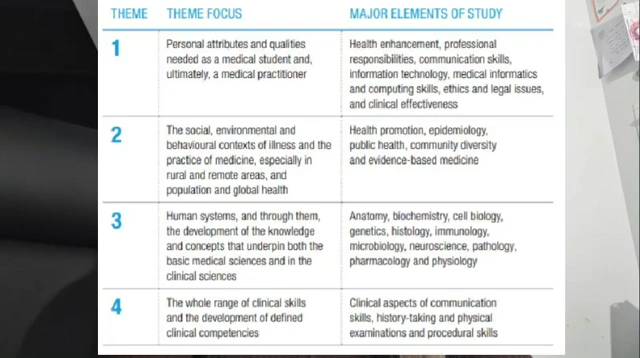 THEME THEME FOCUS MAJOR ELEMENTS OF STUDY
1
Personal attributes and qualities
needed as a medical student and,
ultimately, a medical practitioner
Health enhancement, professional
responsibilities, communication skills,
information technology, medical informatics
and computing skills, ethics and legal issues,
and clinical effectiveness
2
The social, environmental and
behavioural contexts of illness and the
practice of medicine, especially in
rural and remote areas, and
population and global health
Health promotion, epidemiology,
public health, community diversity
and evidence-based medicine
3
Human systems, and through them,
the development of the knowledge
and concepts that underpin both the
basic medical sciences and in the
clinical sciences
Anatomy, biochemistry, cell biology,
genetics, histology, immunology,
microbiology, neuroscience, pathology,
pharmacology and physiology
4
The whole range of clinical skills
and the development of defined
clinical competencies
Clinical aspects of communication
skills, history-taking and physical
examinations and procedural skills